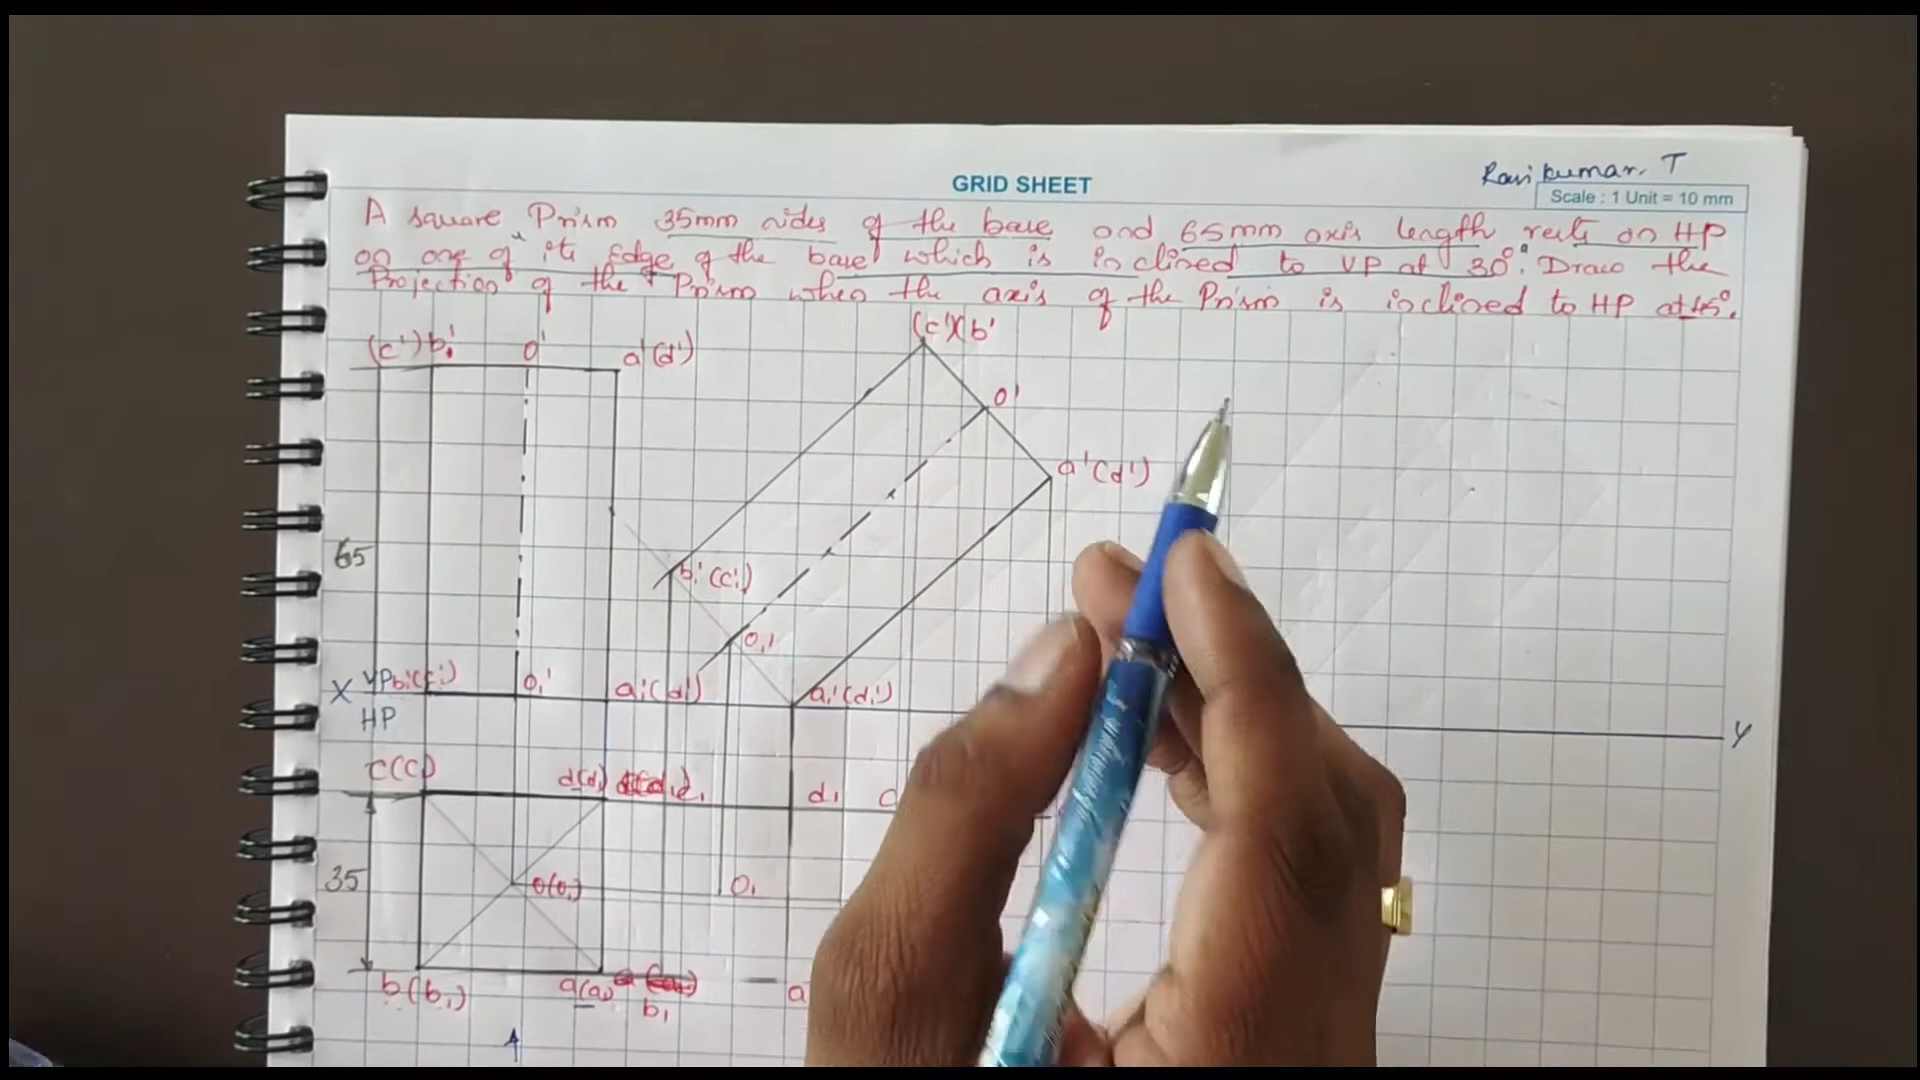 GRID SHEET
Ravikumar. T
Scale : 1 Unit = 10 mm
A square Prism 35mm sides of the base and 65mm axis length rests on HP
on one of its Edge of the base which is inclined to VP at 30°. Draw the
Projection of the Prism when the axis of the Prism is inclined to HP at 45°.
(c')(b'
(c') b' o' a'(d')
o'
a'(d')
65
b₁'(c₁')
o₁'
X VP b₁'(c₁') o₁' a₁'(d₁') a₁'(d₁')
HP
Y
c(c₁) d(d₁) d₁ c
35 o(o₁) o₁
b(b₁) a(a₁) a
b₁